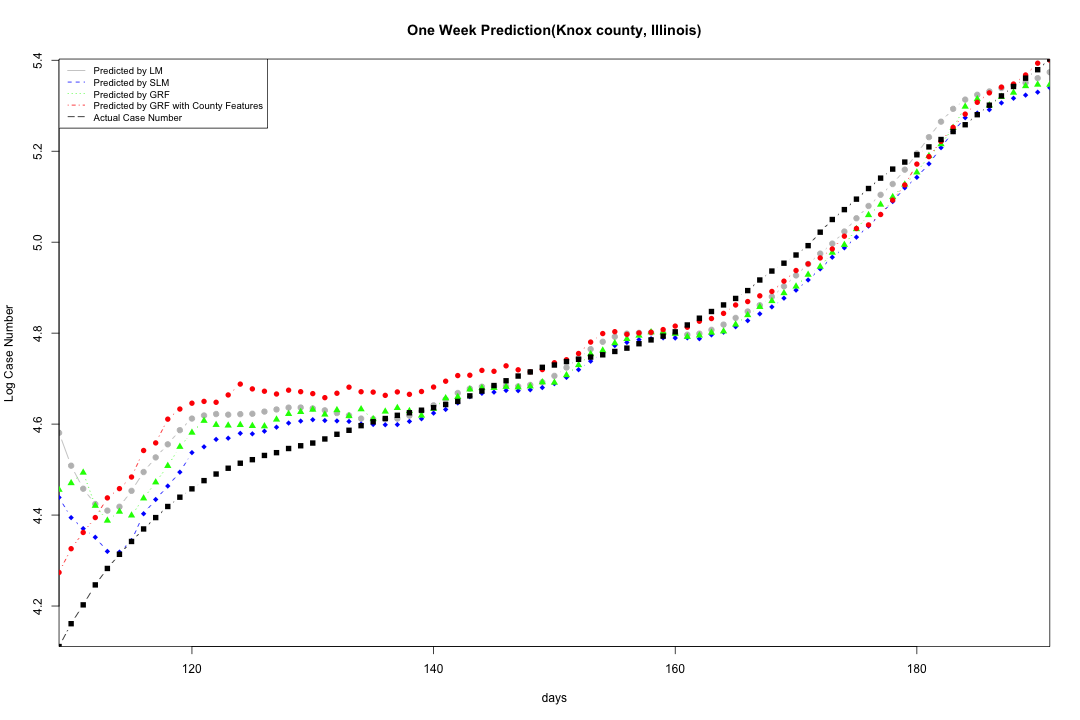 One Week Prediction(Knox county, Illinois)
Predicted by LM
Predicted by SLM
Predicted by GRF
Predicted by GRF with County Features
Actual Case Number
Log Case Number
5.4
5.2
5.0
4.8
4.6
4.4
4.2
120 140 160 180
days